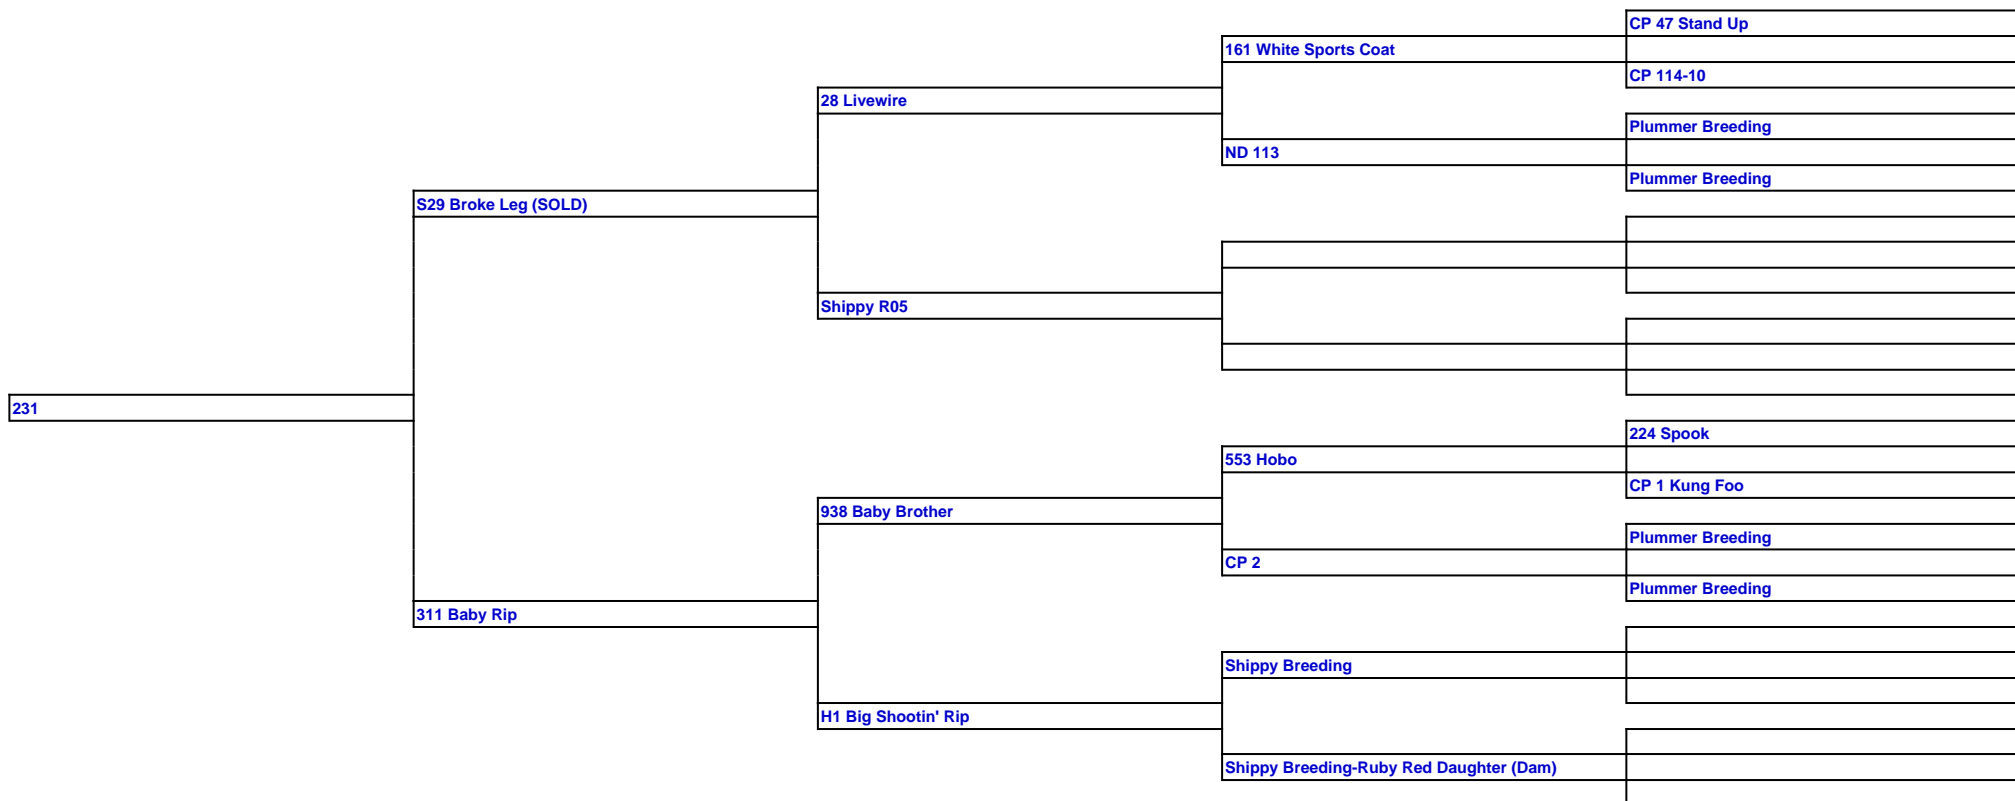 CP 47 Stand Up
161 White Sports Coat
CP 114-10
28 Livewire
Plummer Breeding
ND 113
Plummer Breeding
S29 Broke Leg (SOLD)
Shippy R05
231
224 Spook
553 Hobo
CP 1 Kung Foo
938 Baby Brother
Plummer Breeding
CP 2
Plummer Breeding
311 Baby Rip
Shippy Breeding
H1 Big Shootin' Rip
Shippy Breeding-Ruby Red Daughter (Dam)